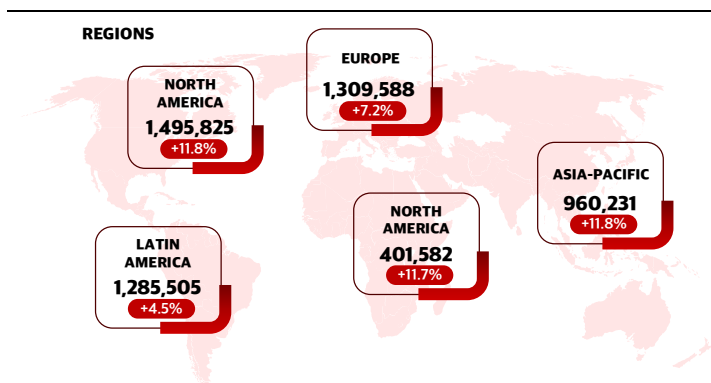 REGIONS
EUROPE
1,309,588
+7.2%
NORTH
AMERICA
1,495,825
+11.8%
ASIA-PACIFIC
960,231
+11.8%
NORTH
AMERICA
401,582
+11.7%
LATIN
AMERICA
1,285,505
+4.5%